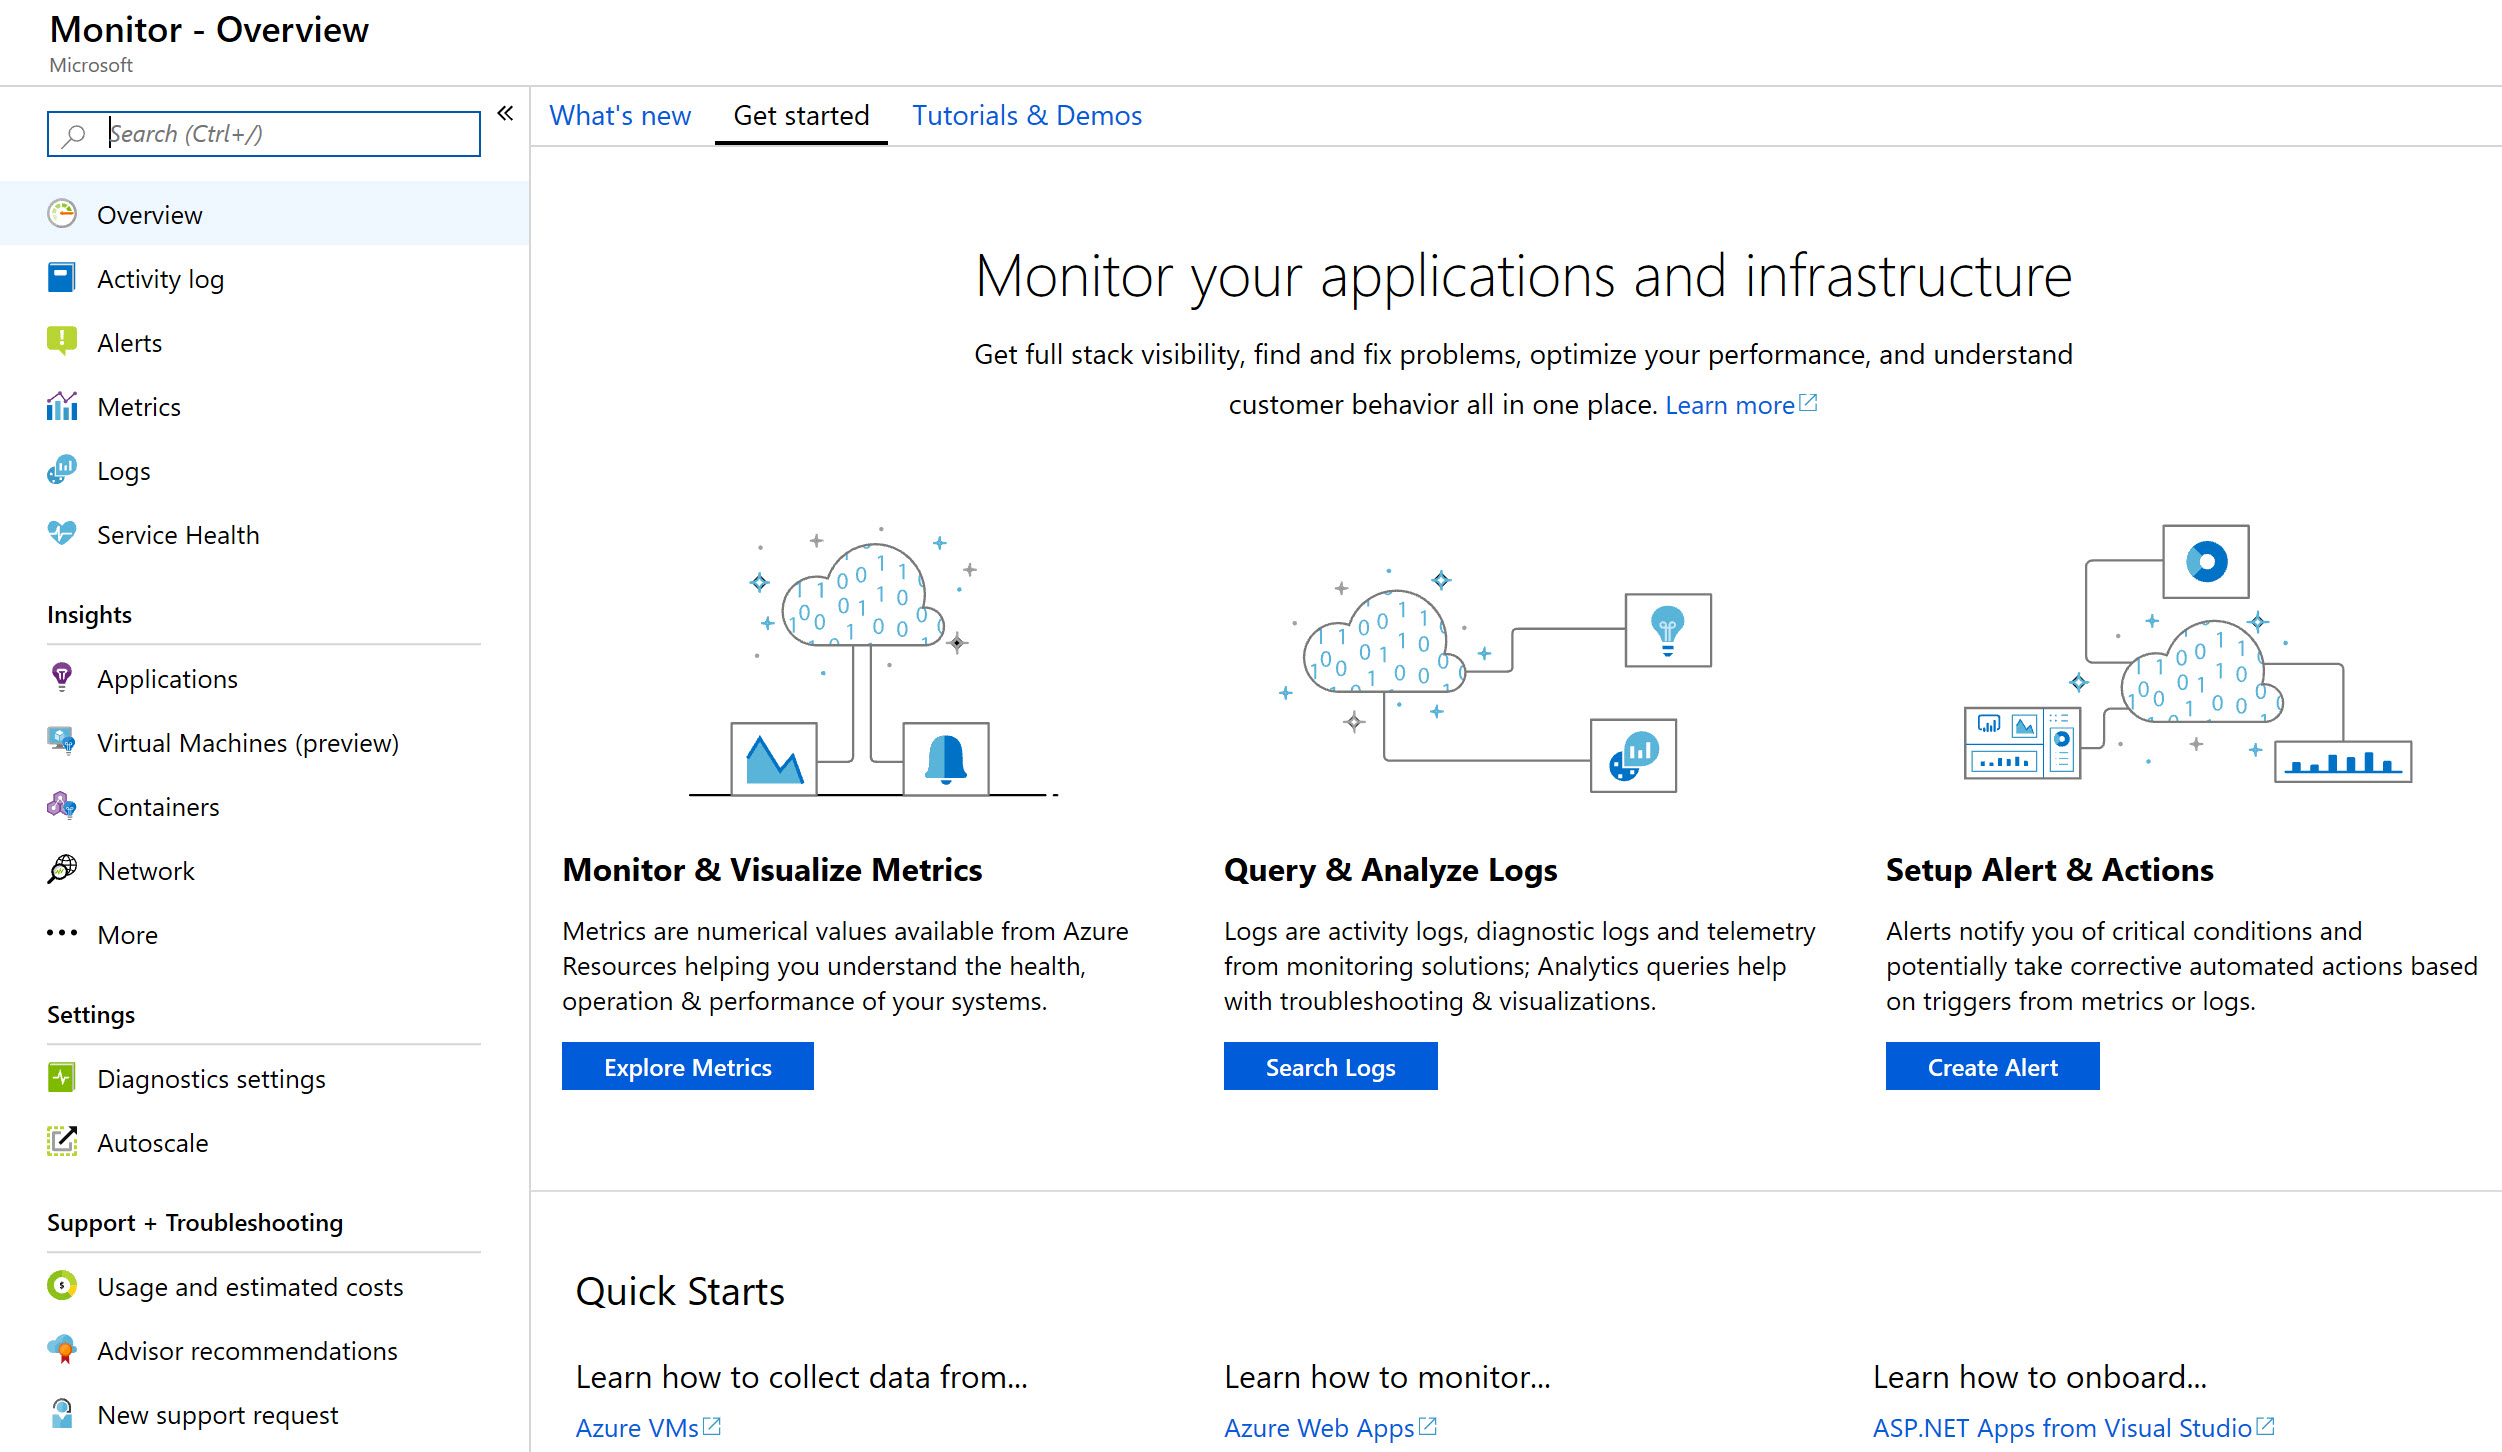 Monitor - Overview
Microsoft
Search (Ctrl+/)
Overview
Activity log
Alerts
Metrics
Logs
Service Health
Insights
Applications
Virtual Machines (preview)
Containers
Network
More
Settings
Diagnostics settings
Autoscale
Support + Troubleshooting
Usage and estimated costs
Advisor recommendations
New support request
What's new
Get started
Tutorials & Demos
Monitor your applications and infrastructure
Get full stack visibility, find and fix problems, optimize your performance, and understand
customer behavior all in one place. Learn more
Monitor & Visualize Metrics
Metrics are numerical values available from Azure
Resources helping you understand the health,
operation & performance of your systems.
Explore Metrics
Query & Analyze Logs
Logs are activity logs, diagnostic logs and telemetry
from monitoring solutions; Analytics queries help
with troubleshooting & visualizations.
Search Logs
Setup Alert & Actions
Alerts notify you of critical conditions and
potentially take corrective automated actions based
on triggers from metrics or logs.
Create Alert
Quick Starts
Learn how to collect data from...
Azure VMs
Learn how to monitor...
Azure Web Apps
Learn how to onboard...
ASP.NET Apps from Visual Studio